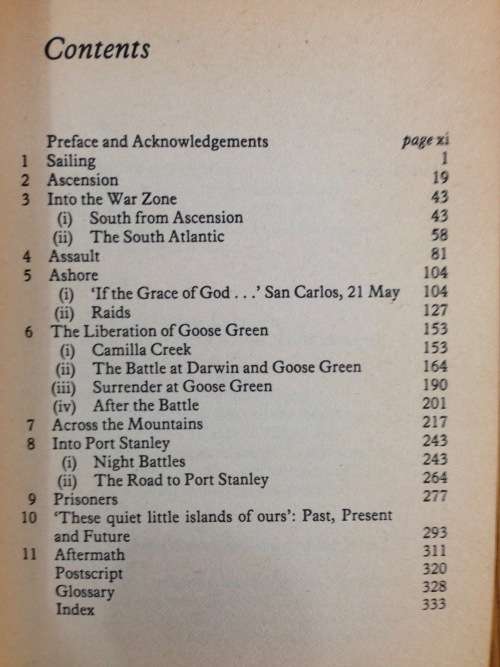 Contents
Preface and Acknowledgements page xi
1 Sailing 1
2 Ascension 19
3 Into the War Zone 43
(i) South from Ascension 43
(ii) The South Atlantic 58
4 Assault 81
5 Ashore 104
(i) ‘If the Grace of God . . .’ San Carlos, 21 May 104
(ii) Raids 127
6 The Liberation of Goose Green 153
(i) Camilla Creek 153
(ii) The Battle at Darwin and Goose Green 164
(iii) Surrender at Goose Green 190
(iv) After the Battle 201
7 Across the Mountains 217
8 Into Port Stanley 243
(i) Night Battles 243
(ii) The Road to Port Stanley 264
9 Prisoners 277
10 ‘These quiet little islands of ours’: Past, Present
and Future 293
11 Aftermath 311
Postscript 320
Glossary 328
Index 333